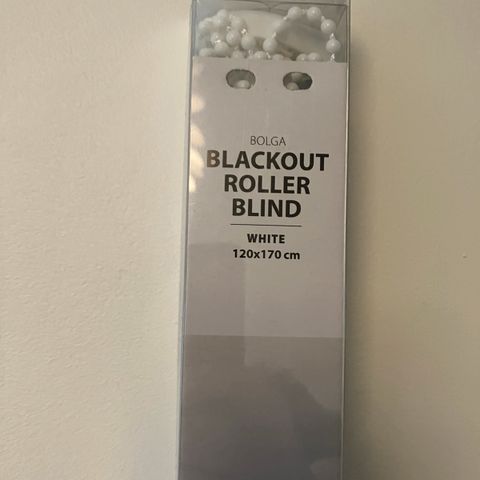 BOLGA
BLACKOUT
ROLLER
BLIND
WHITE
120x170 cm